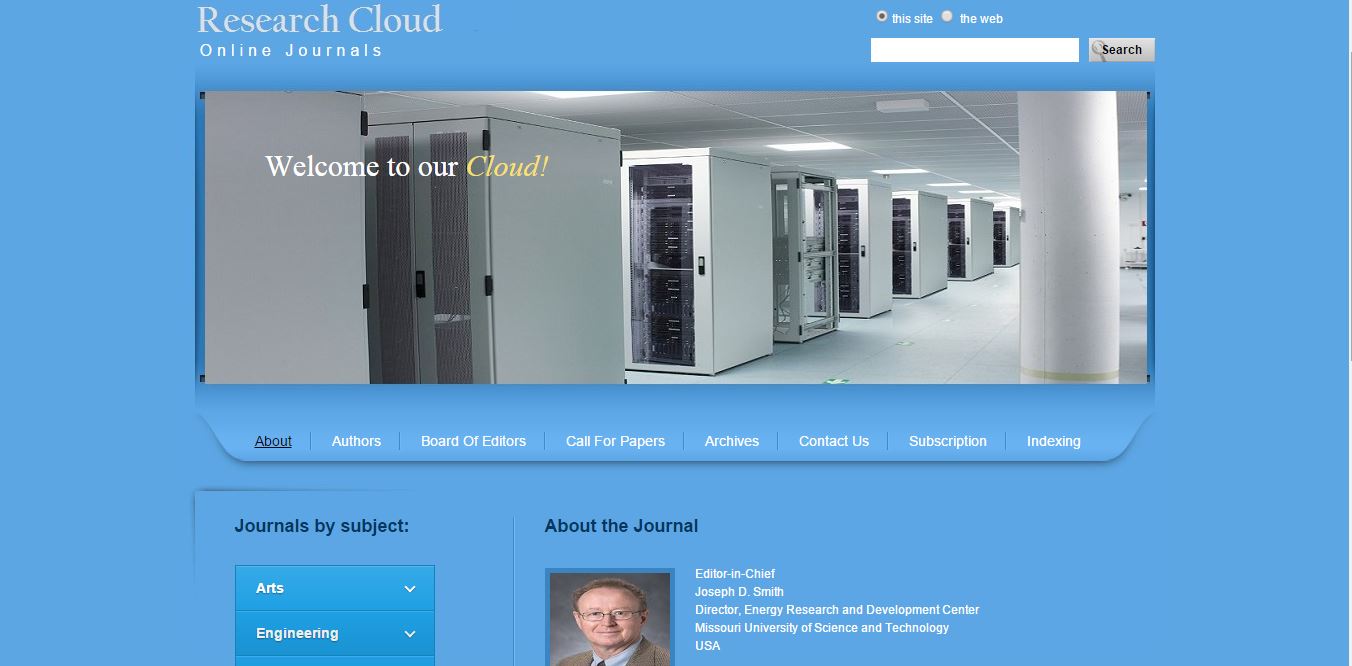 Research Cloud
Online Journals
this site the web
Search
Welcome to our Cloud!
About Authors Board Of Editors Call For Papers Archives Contact Us Subscription Indexing
Journals by subject:
Arts
Engineering
About the Journal
Editor-in-Chief
Joseph D. Smith
Director, Energy Research and Development Center
Missouri University of Science and Technology
USA